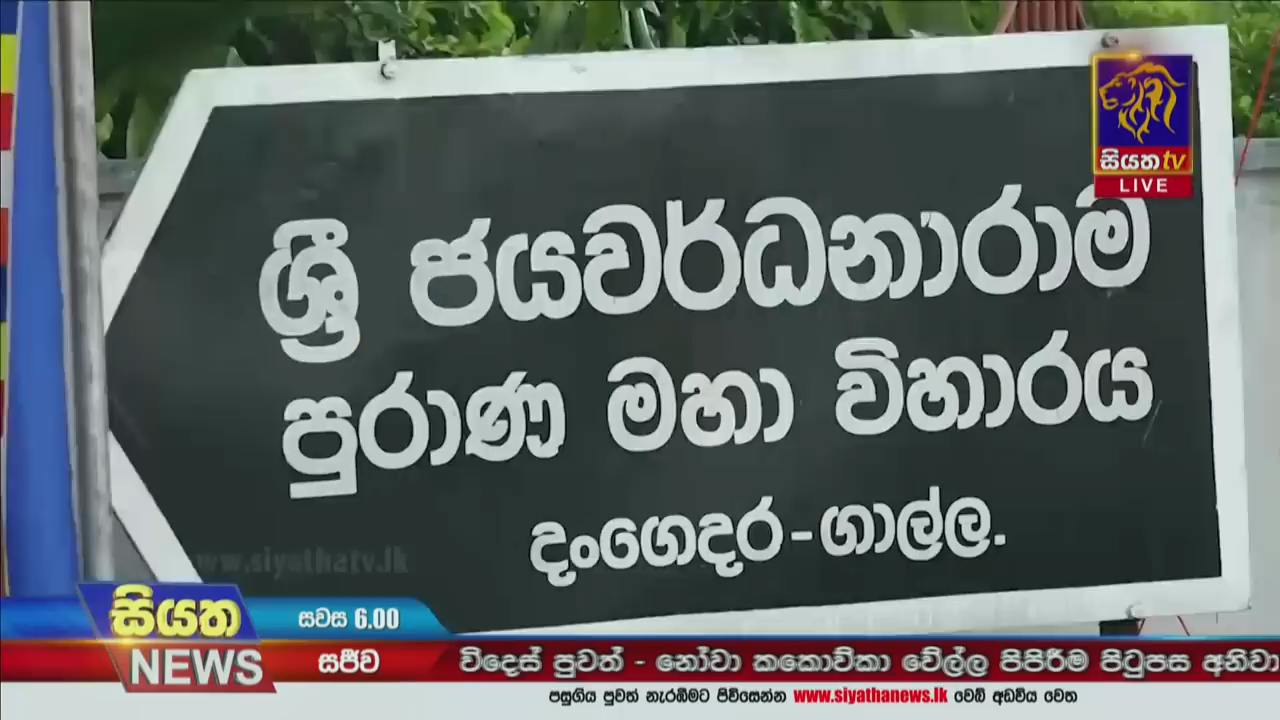 සියත tv
LIVE
ශ්‍රී ජයවර්ධනාරාම
පුරාණ මහා විහාරය
දංගෙදර-ගාල්ල.
www.siyathatv.lk
සියත
NEWS
සවස 6.00
සජීව
විදෙස් පුවත් - නෝවා කකොව්කා වේල්ල පිපිරීම පිටුපස අනිවා
පසුගිය පුවත් නැරඹීමට පිවිසෙන්න www.siyathanews.lk වෙබ් අඩවිය වෙත